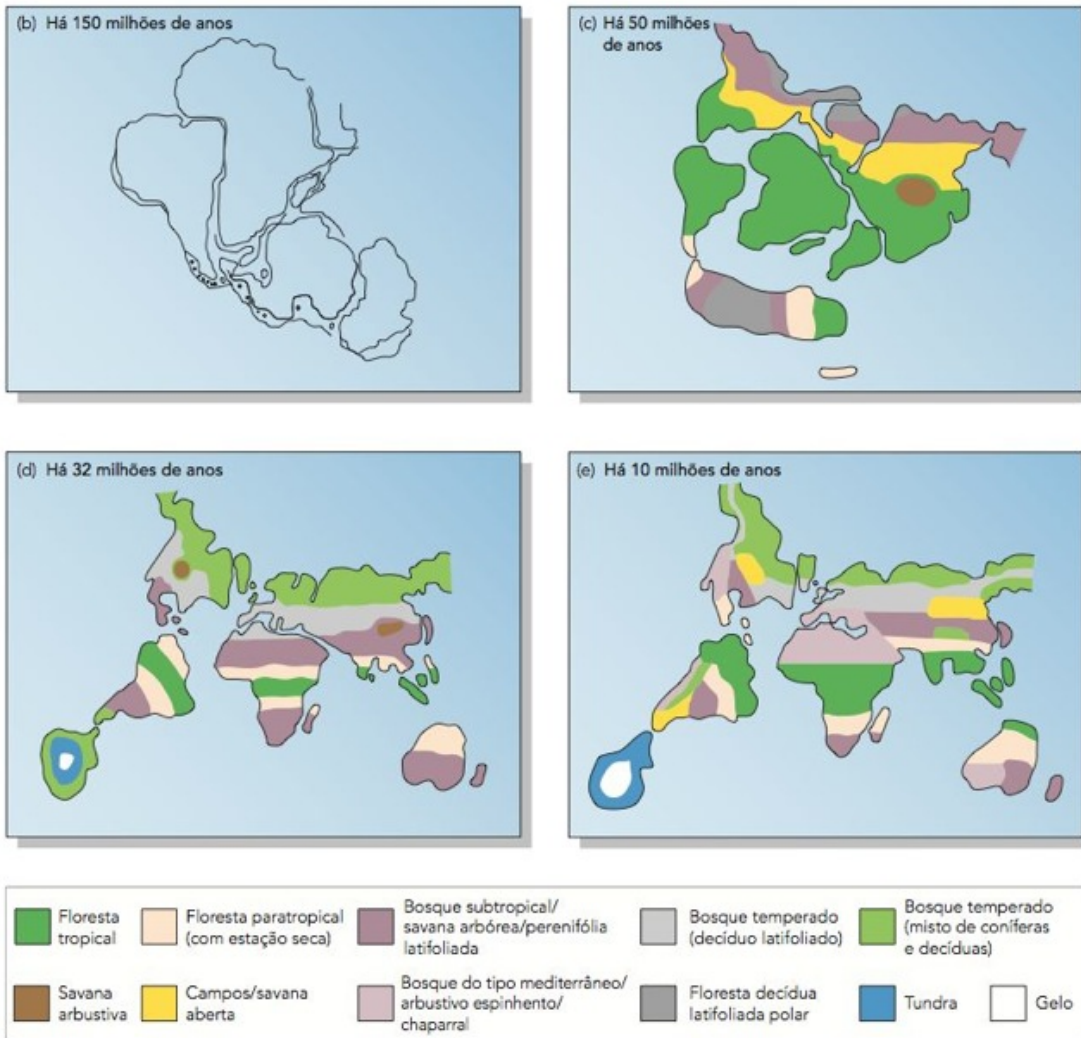 (b) Há 150 milhões de anos
(c) Há 50 milhões
de anos
(d) Há 32 milhões de anos
(e) Há 10 milhões de anos
Floresta
tropical
Floresta paratropical
(com estação seca)
Bosque subtropical/
savana arbórea/perenifólia
latifoliada
Bosque temperado
(decíduo latifoliado)
Bosque temperado
(misto de coníferas
e decíduas)
Savana
arbustiva
Campos/savana
aberta
Bosque do tipo mediterrâneo/
arbustivo espinhento/
chaparral
Floresta decídua
latifoliada polar
Tundra
Gelo